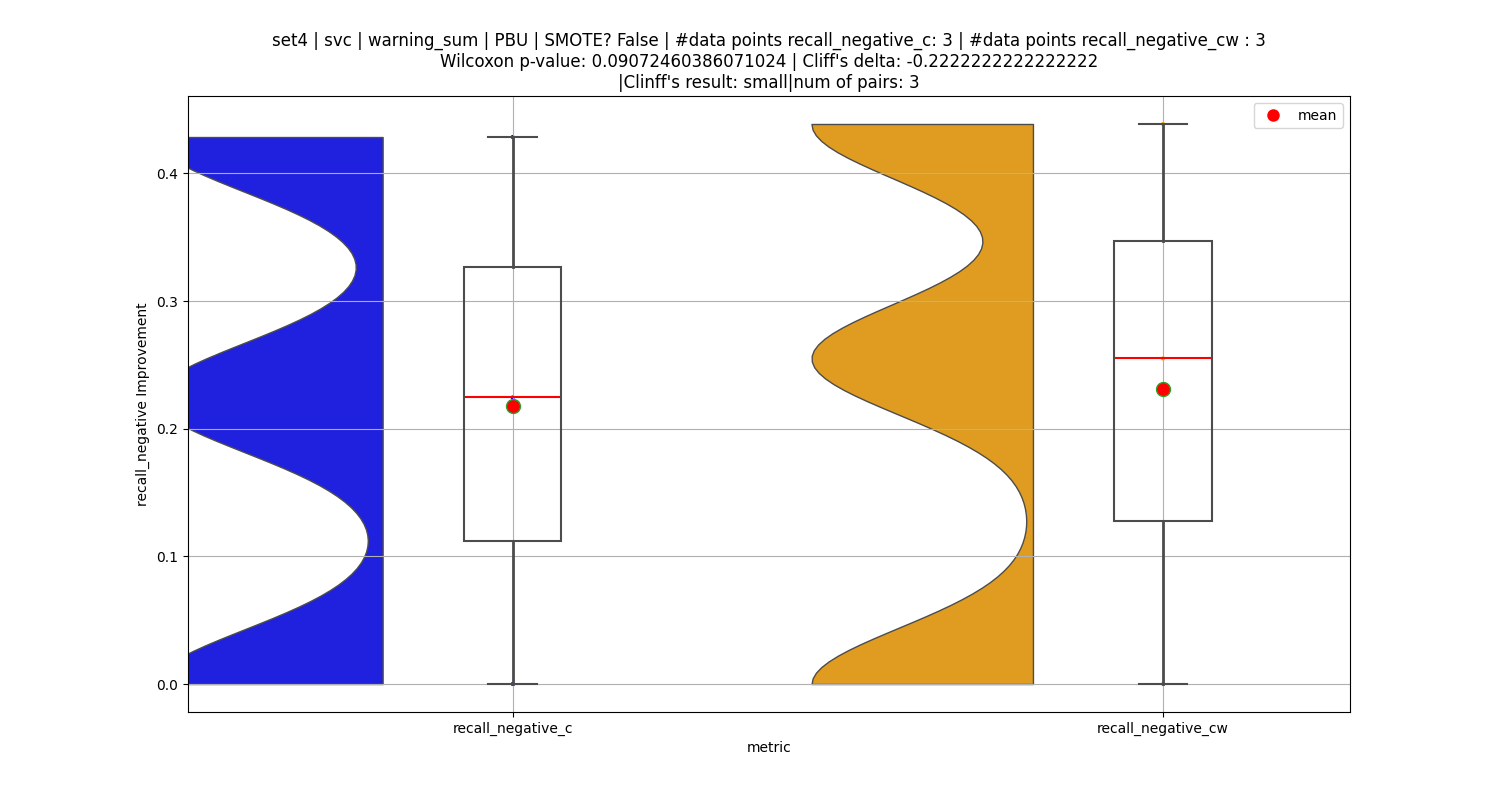 set4 | svc | warning_sum | PBU | SMOTE? False | #data points recall_negative_c: 3 | #data points recall_negative_cw : 3
Wilcoxon p-value: 0.09072460386071024 | Cliff's delta: -0.2222222222222222
|Clinff's result: small|num of pairs: 3
mean
0.4
0.3
0.2
0.1
0.0
recall_negative Improvement
recall_negative_c
recall_negative_cw
metric